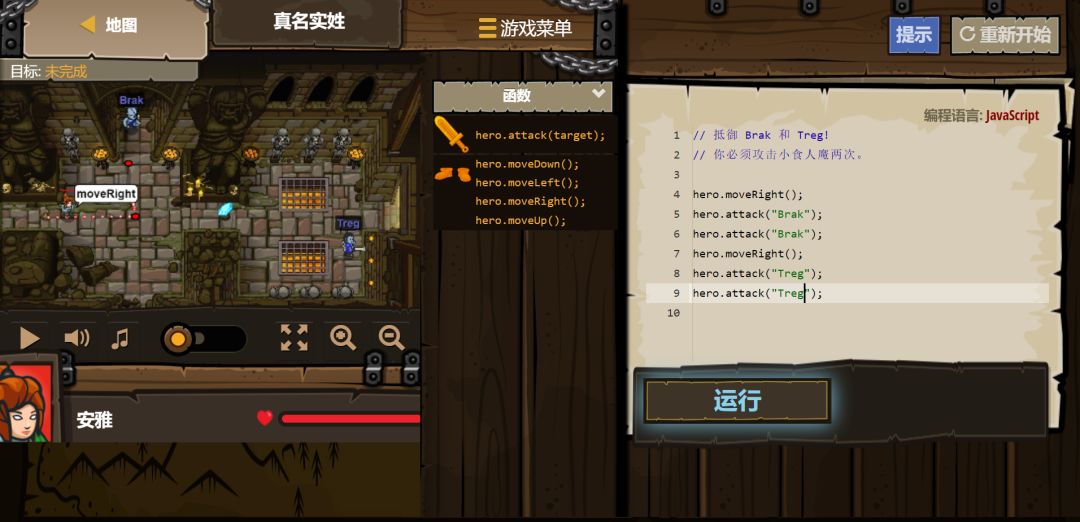 地图
真名实姓
游戏菜单
提示
重新开始
目标: 未完成
Brak
moveRight
Treg
函数
hero.attack(target);
hero.moveDown();
hero.moveLeft();
hero.moveRight();
hero.moveUp();
编程语言: JavaScript
1 // 抵御 Brak 和 Treg!
2 // 你必须攻击小食人魔两次。
3
4 hero.moveRight();
5 hero.attack("Brak");
6 hero.attack("Brak");
7 hero.moveRight();
8 hero.attack("Treg");
9 hero.attack("Treg");
10
运行
安雅